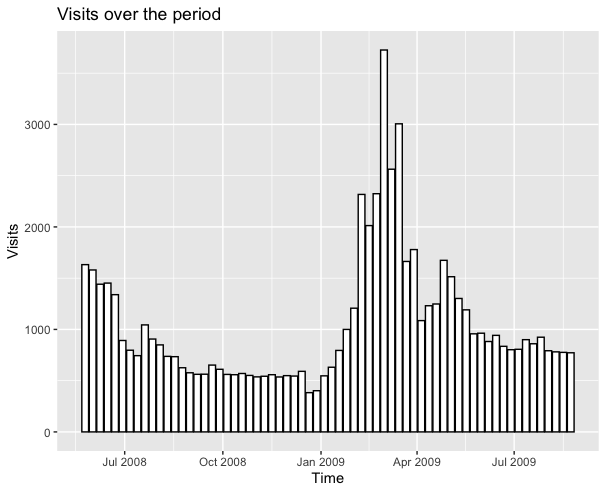 Visits over the period
3000
2000
1000
0
Visits
Jul 2008
Oct 2008
Jan 2009
Apr 2009
Jul 2009
Time